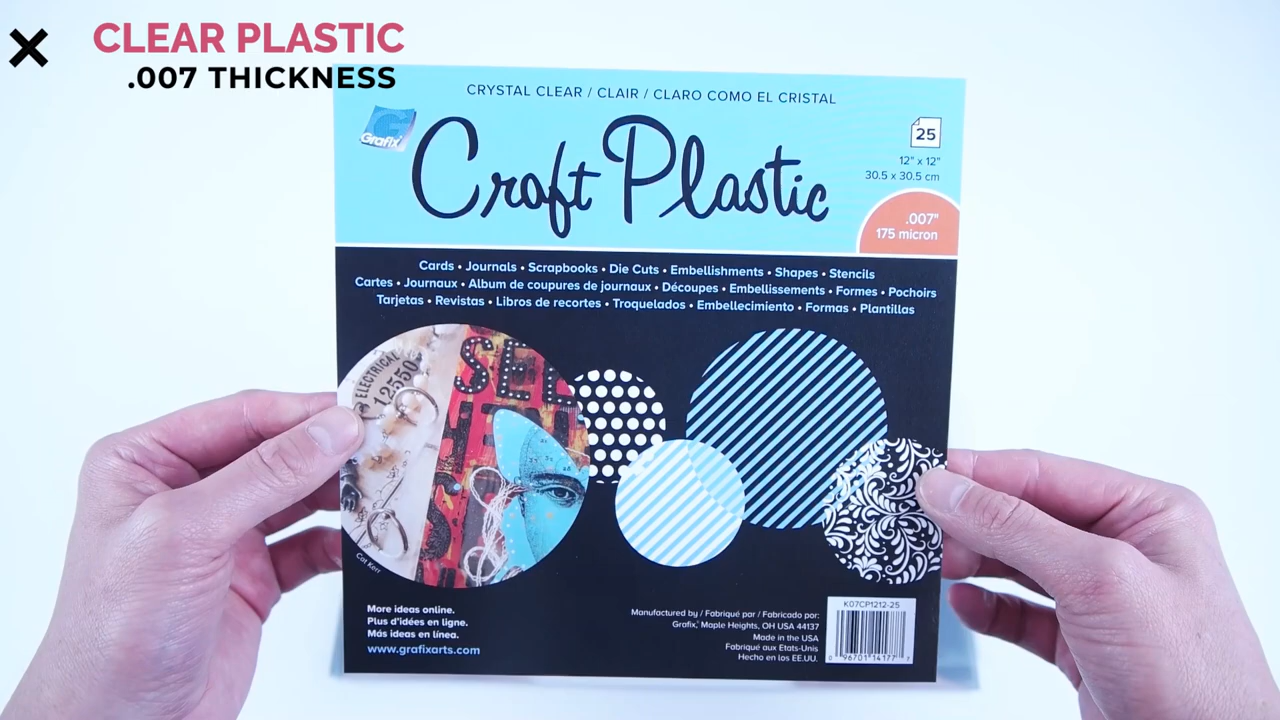 CLEAR PLASTIC
.007 THICKNESS
CRYSTAL CLEAR / CLAIR / CLARO COMO EL CRISTAL
G
Grafix
Craft Plastic
25
12" x 12"
30.5 x 30.5 cm
.007"
175 micron
Cards • Journals • Scrapbooks • Die Cuts • Embellishments • Shapes • Stencils
Cartes • Journaux • Album de coupures de journaux • Découpes • Embellissements • Formes • Pochoirs
Tarjetas • Revistas • Libros de recortes • Troquelados • Embellecimiento • Formas • Plantillas
ELECTRICAL
12550
SEE
Cat Kerr
More ideas online.
Plus d'idées en ligne.
Más ideas en línea.
www.grafixarts.com
Manufactured by / Fabriqué par / Fabricado por:
Grafix, Maple Heights, OH USA 44137
Made in the USA
Fabriqué aux Etats-Unis
Hecho en los EE.UU.
K07CP1212-25
0 96701 14177 7